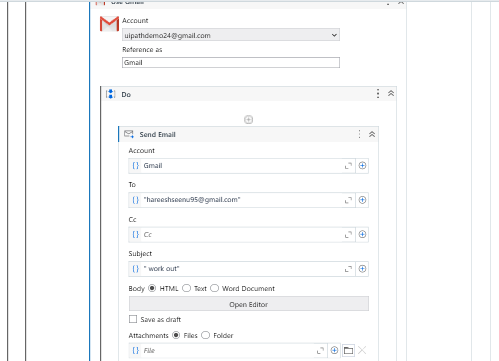 Use Gmail
Account
uipathdemo24@gmail.com
Reference as
Gmail
Do
Send Email
Account
Gmail
To
"hareeshseenu95@gmail.com"
Cc
Cc
Subject
" work out"
Body HTML Text Word Document
Open Editor
Save as draft
Attachments Files Folder
File